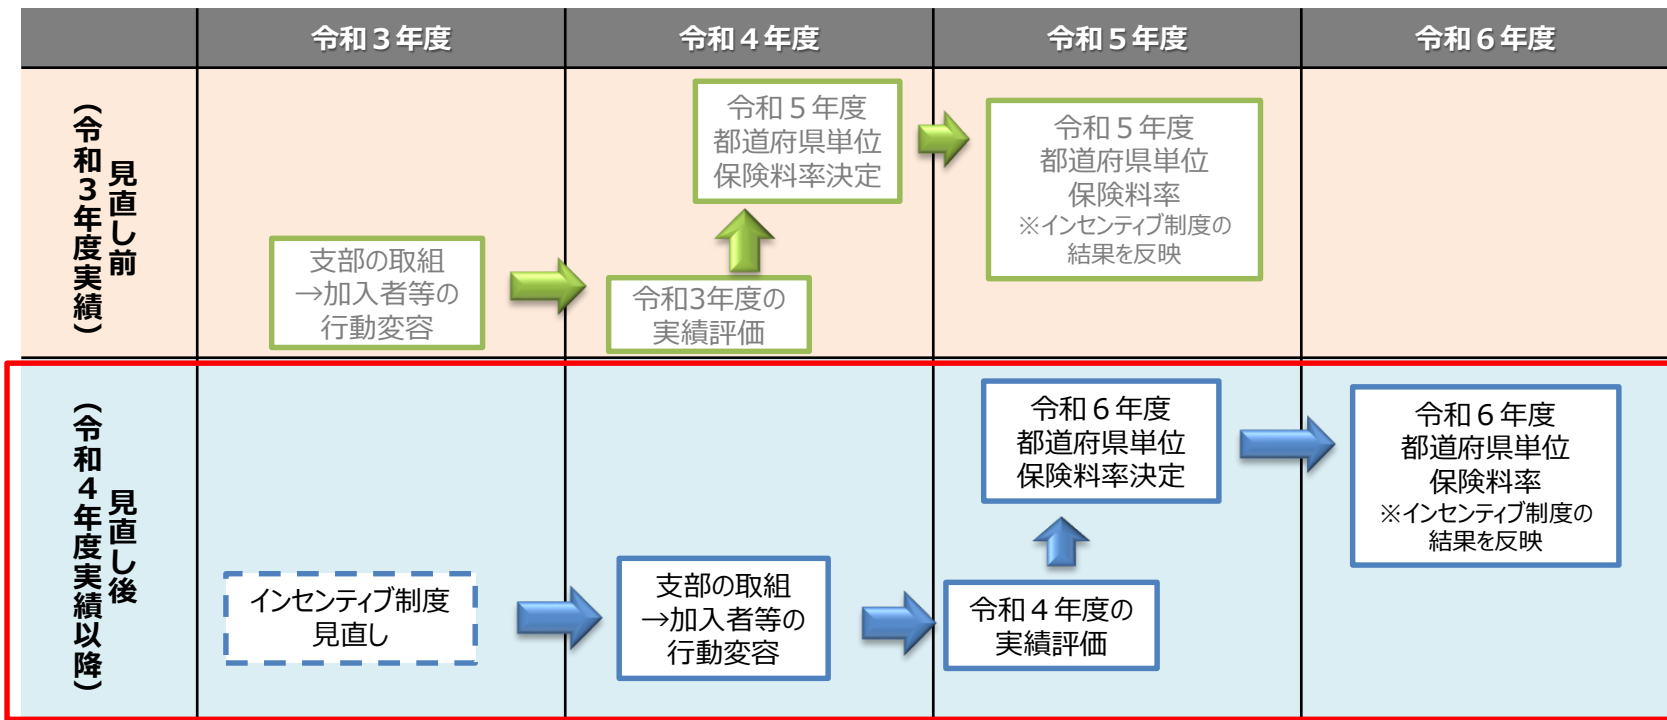 令和３年度
令和４年度
令和５年度
令和６年度
見直し前
（令和３年度実績）
支部の取組
→加入者等の
行動変容
令和3年度の
実績評価
令和５年度
都道府県単位
保険料率決定
令和５年度
都道府県単位
保険料率
※インセンティブ制度の
結果を反映
見直し後
（令和４年度実績以降）
インセンティブ制度
見直し
支部の取組
→加入者等の
行動変容
令和４年度の
実績評価
令和６年度
都道府県単位
保険料率決定
令和６年度
都道府県単位
保険料率
※インセンティブ制度の
結果を反映